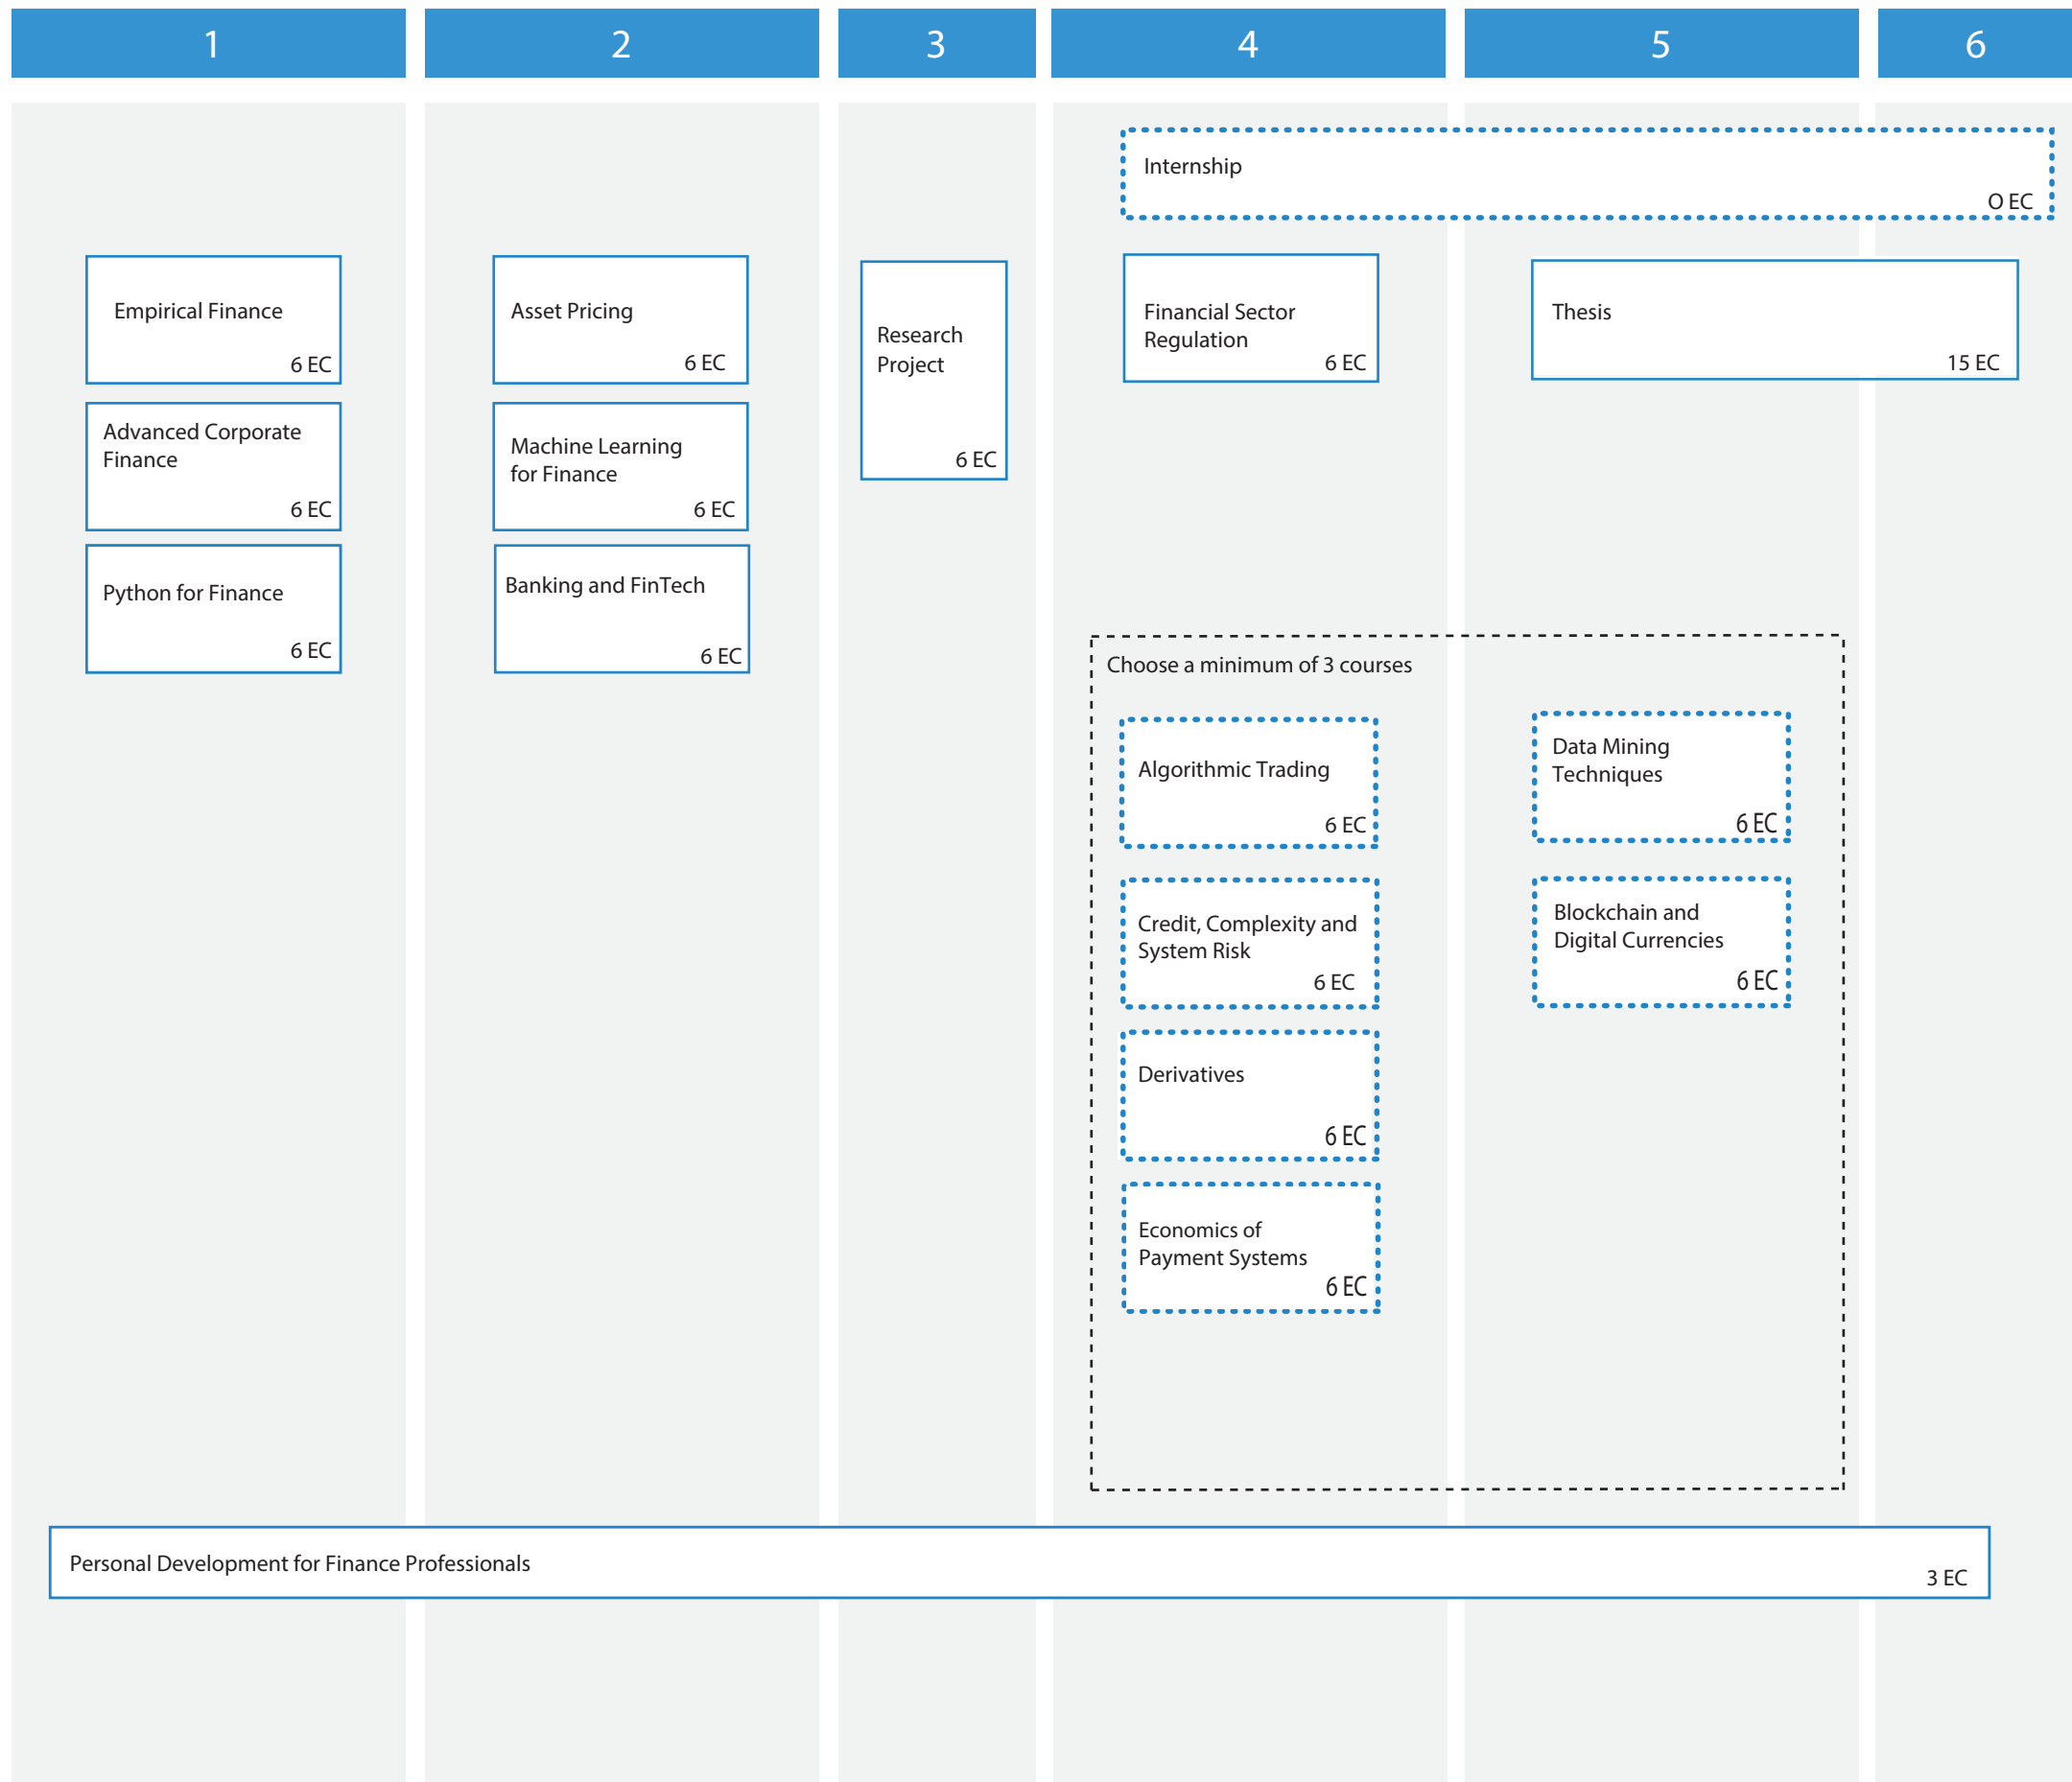 1
2
3
4
5
6
Internship
O EC
Empirical Finance
6 EC
Advanced Corporate
Finance
6 EC
Python for Finance
6 EC
Asset Pricing
6 EC
Machine Learning
for Finance
6 EC
Banking and FinTech
6 EC
Research
Project
6 EC
Financial Sector
Regulation
6 EC
Thesis
15 EC
Choose a minimum of 3 courses
Algorithmic Trading
6 EC
Credit, Complexity and
System Risk
6 EC
Derivatives
6 EC
Economics of
Payment Systems
6 EC
Data Mining
Techniques
6 EC
Blockchain and
Digital Currencies
6 EC
Personal Development for Finance Professionals
3 EC